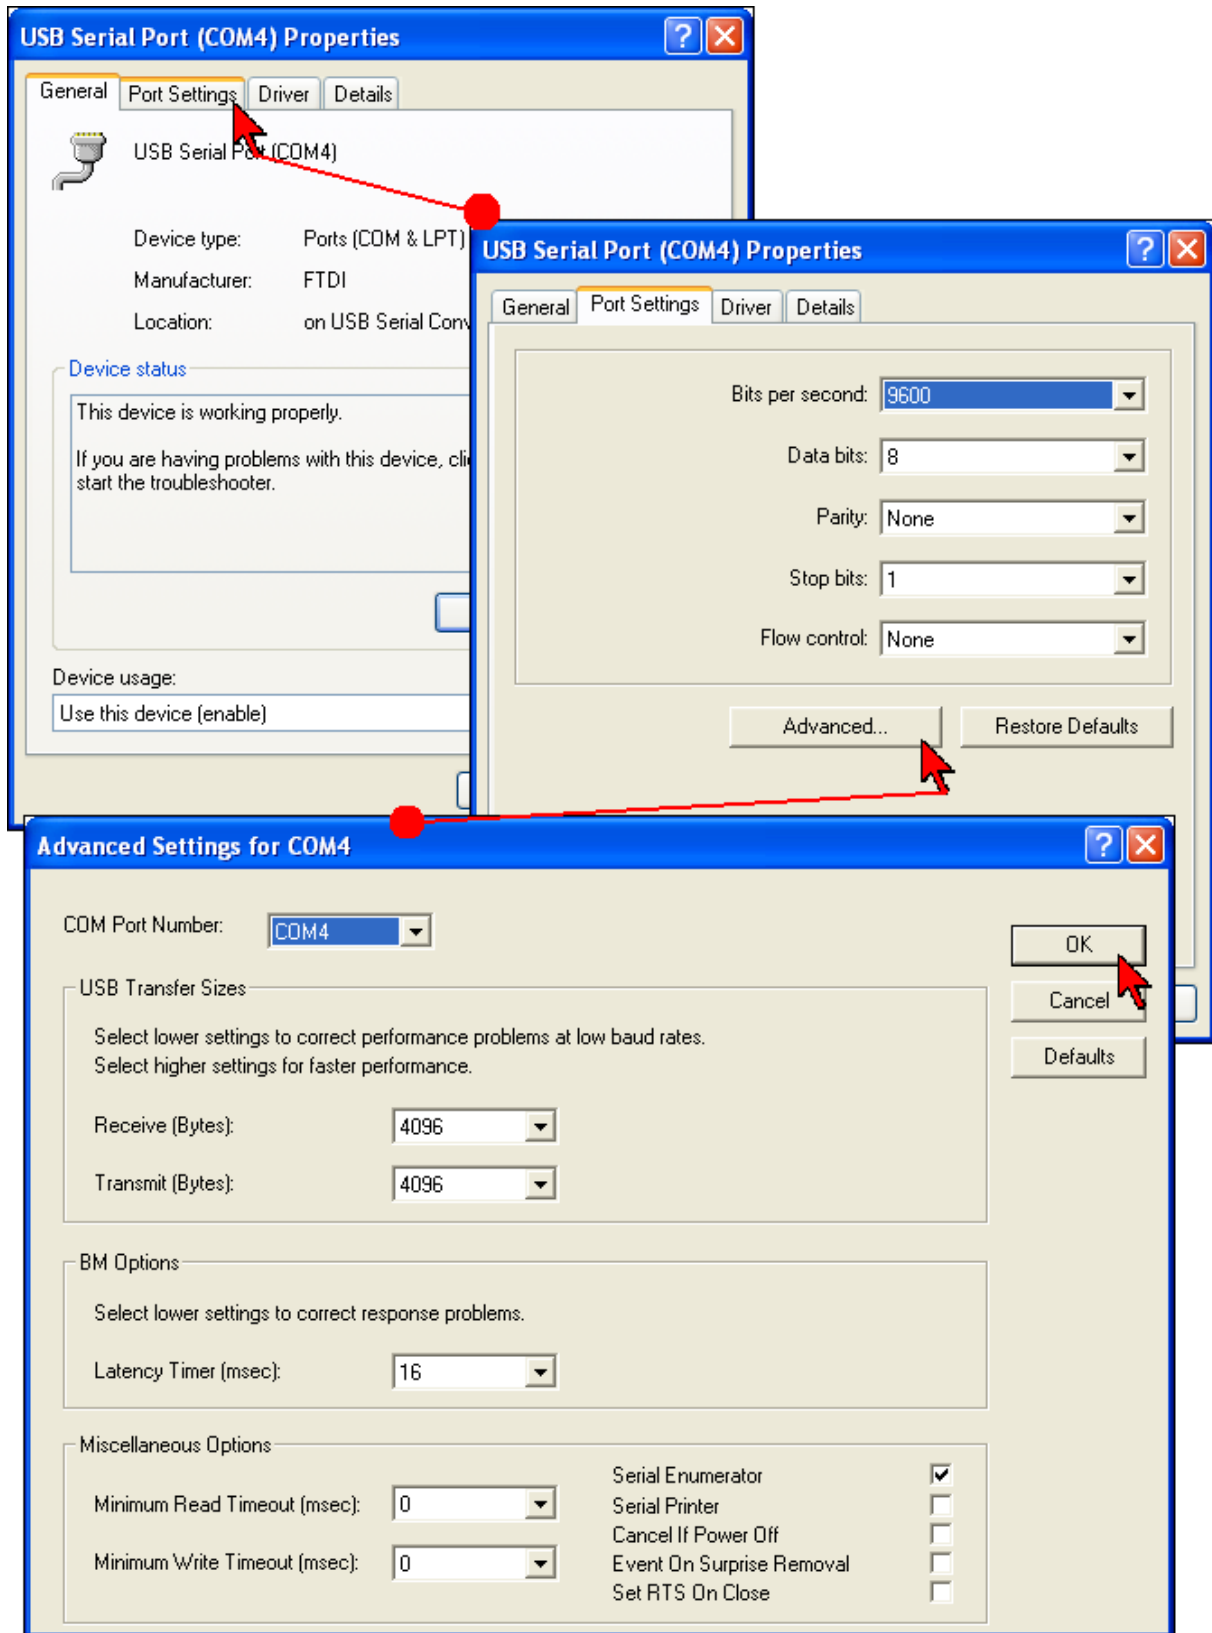 USB Serial Port (COM4) Properties
General Port Settings Driver Details
USB Serial Port (COM4)
Device type: Ports (COM & LPT)
Manufacturer: FTDI
Location: on USB Serial Conv
Device status
This device is working properly.
If you are having problems with this device, cli
start the troubleshooter.
Device usage:
Use this device (enable)
USB Serial Port (COM4) Properties
General Port Settings Driver Details
Bits per second: 9600
Data bits: 8
Parity: None
Stop bits: 1
Flow control: None
Advanced... Restore Defaults
Advanced Settings for COM4
COM Port Number: COM4
OK
Cancel
Defaults
USB Transfer Sizes
Select lower settings to correct performance problems at low baud rates.
Select higher settings for faster performance.
Receive (Bytes): 4096
Transmit (Bytes): 4096
BM Options
Select lower settings to correct response problems.
Latency Timer (msec): 16
Miscellaneous Options
Minimum Read Timeout (msec): 0
Minimum Write Timeout (msec): 0
Serial Enumerator
Serial Printer
Cancel If Power Off
Event On Surprise Removal
Set RTS On Close